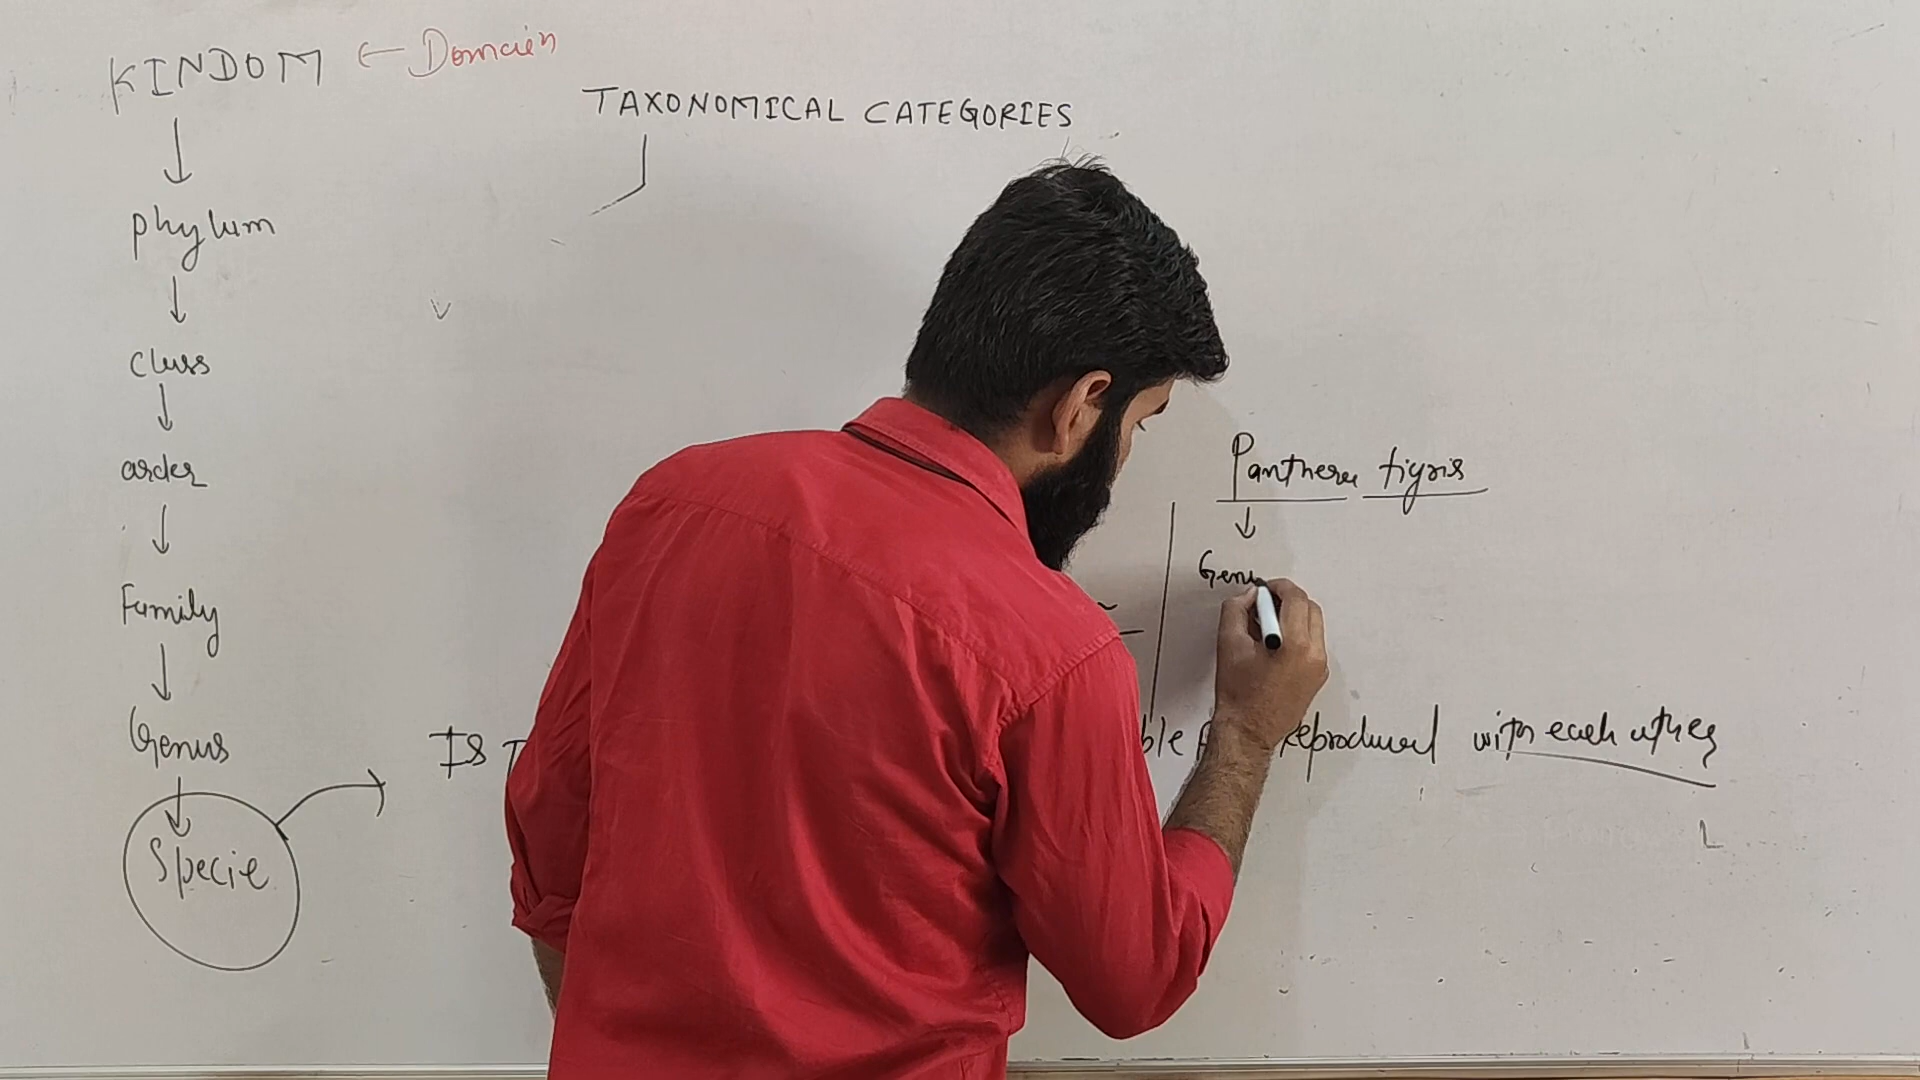 KINDOM ← Domain
TAXONOMICAL CATEGORIES
↓
Phylum
↓
Class
↓
order
↓
Family
↓
Genus
↓
Specie
Panthera tigris
↓
Genu
Is T
ble reproduced with each other